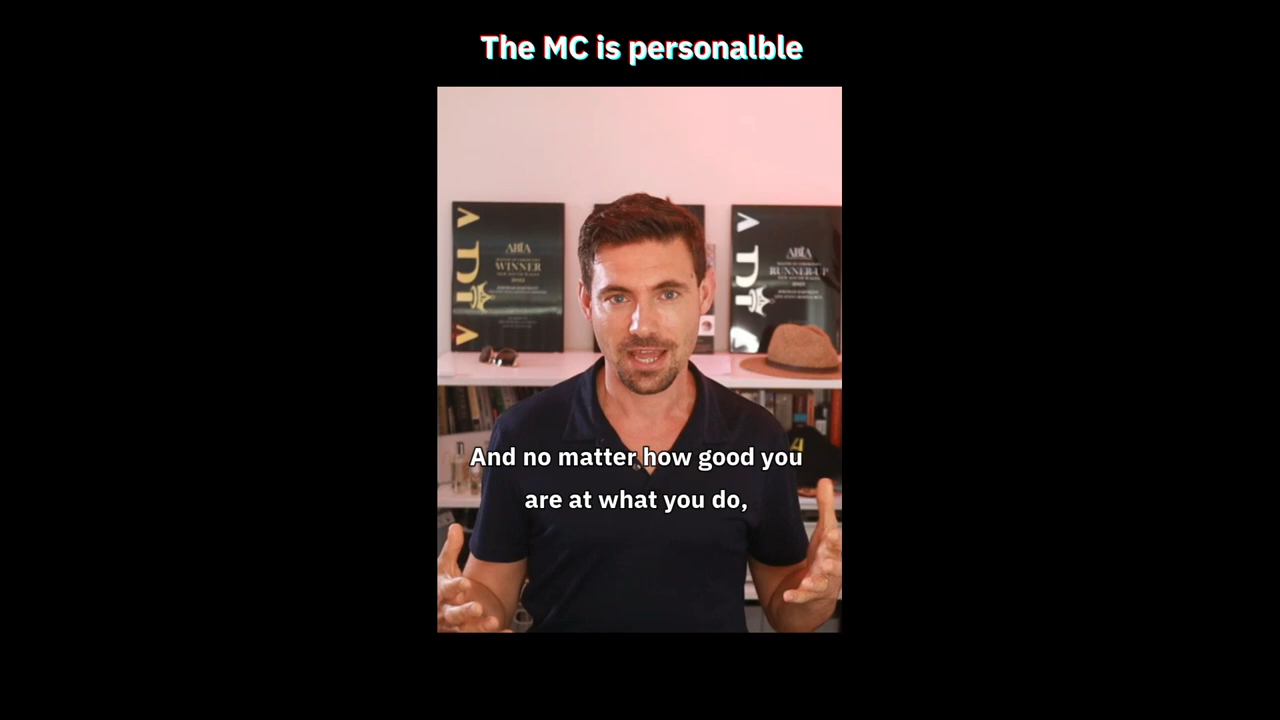 The MC is personalble
ABIA
WINNER
ABIA
RUNNER-UP
And no matter how good you
are at what you do,